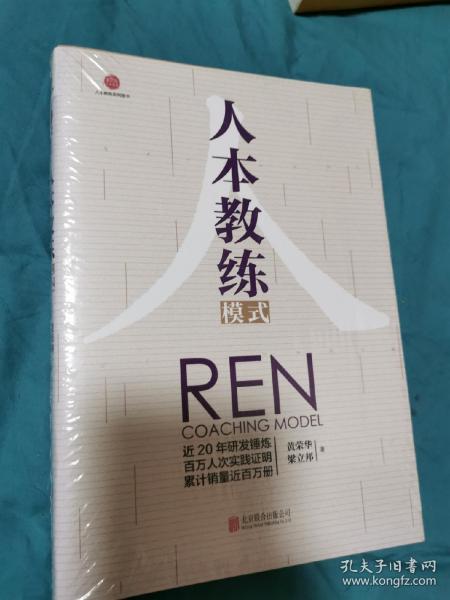 人本教练
模式
REN
COACHING MODEL
近20年研发锤炼
百万人次实践证明
累计销量近百万册
黄荣华
梁立邦
著
北京联合出版公司
孔夫子旧书网
www.kongfz.com